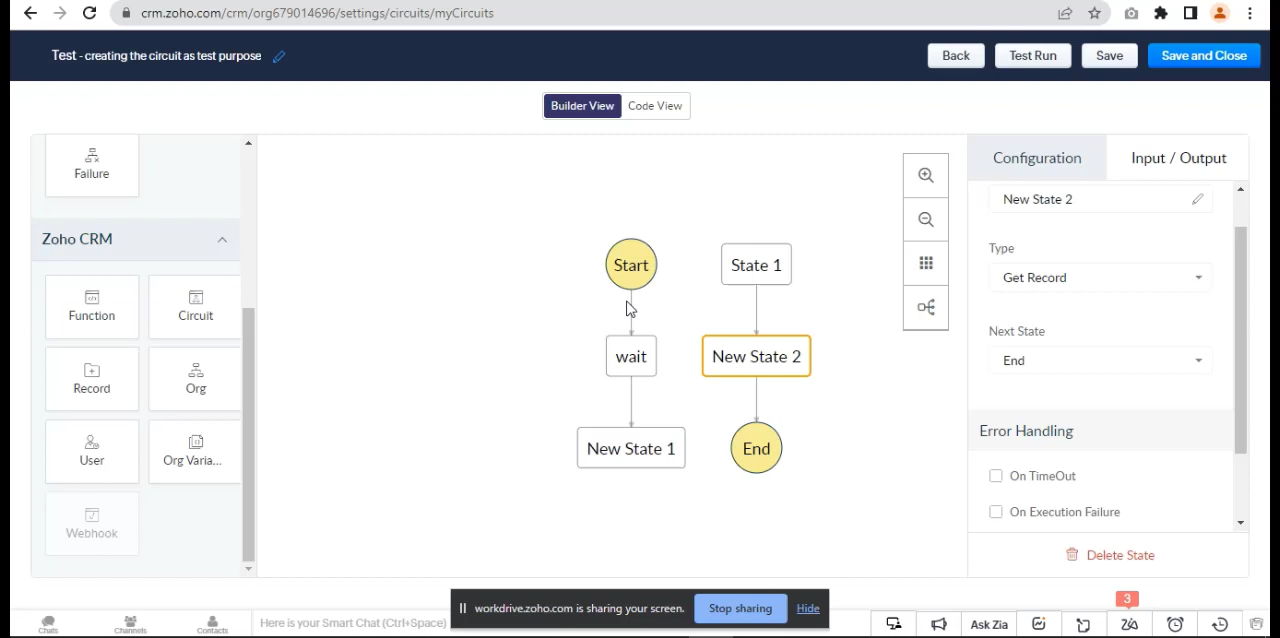 crm.zoho.com/crm/org679014696/settings/circuits/myCircuits
Test - creating the circuit as test purpose
Back
Test Run
Save
Save and Close
Builder View
Code View
Failure
Zoho CRM
Function
Circuit
Record
Org
User
Org Varia...
Webhook
Start
wait
New State 1
State 1
New State 2
End
Configuration
Input / Output
New State 2
Type
Get Record
Next State
End
Error Handling
On TimeOut
On Execution Failure
Delete State
workdrive.zoho.com is sharing your screen.
Stop sharing
Hide
Chats
Channels
Contacts
Here is your Smart Chat (Ctrl+Space)
Ask Zia
3